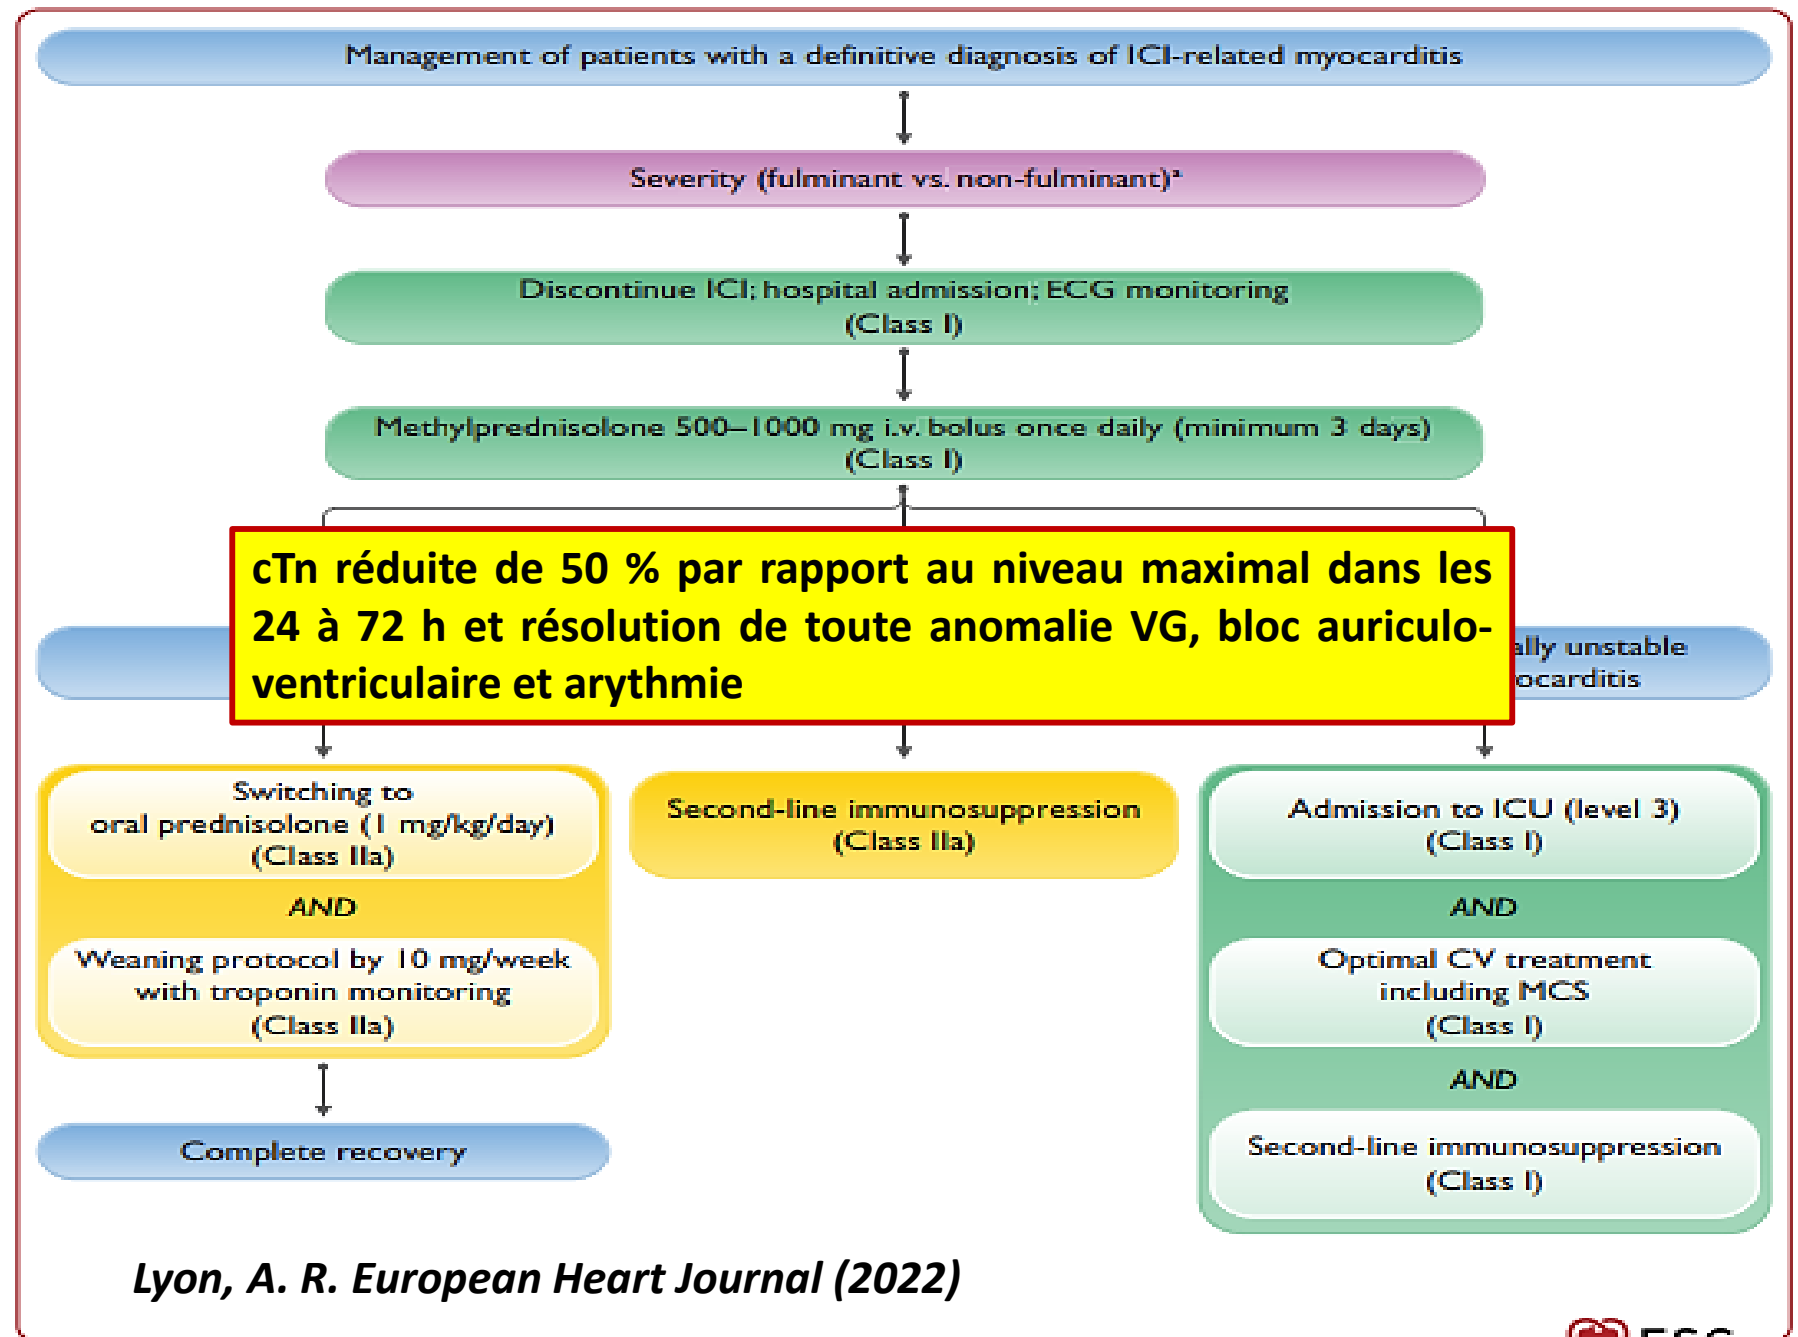 Management of patients with a definitive diagnosis of ICI-related myocarditis
Severity (fulminant vs. non-fulminant)ª
Discontinue ICI; hospital admission; ECG monitoring
(Class I)
Methylprednisolone 500–1000 mg i.v. bolus once daily (minimum 3 days)
(Class I)
cTn réduite de 50 % par rapport au niveau maximal dans les
24 à 72 h et résolution de toute anomalie VG, bloc auriculo-
ventriculaire et arythmie
unstable
Switching to
oral prednisolone (1 mg/kg/day)
(Class IIa)
AND
Weaning protocol by 10 mg/week
with troponin monitoring
(Class IIa)
Complete recovery
Second-line immunosuppression
(Class IIa)
Admission to ICU (level 3)
(Class I)
AND
Optimal CV treatment
including MCS
(Class I)
AND
Second-line immunosuppression
(Class I)
Lyon, A. R. European Heart Journal (2022)